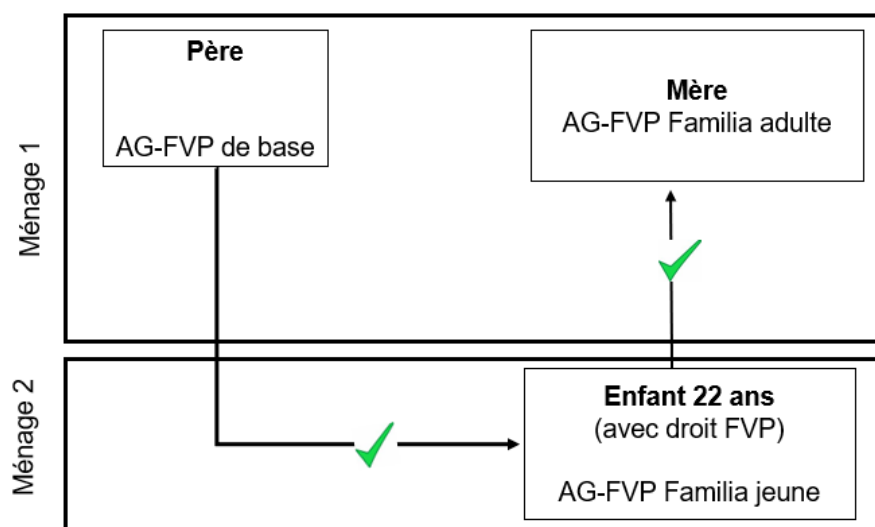 Ménage 1
Père
AG-FVP de base
Mère
AG-FVP Familia adulte
Ménage 2
Enfant 22 ans
(avec droit FVP)
AG-FVP Familia jeune